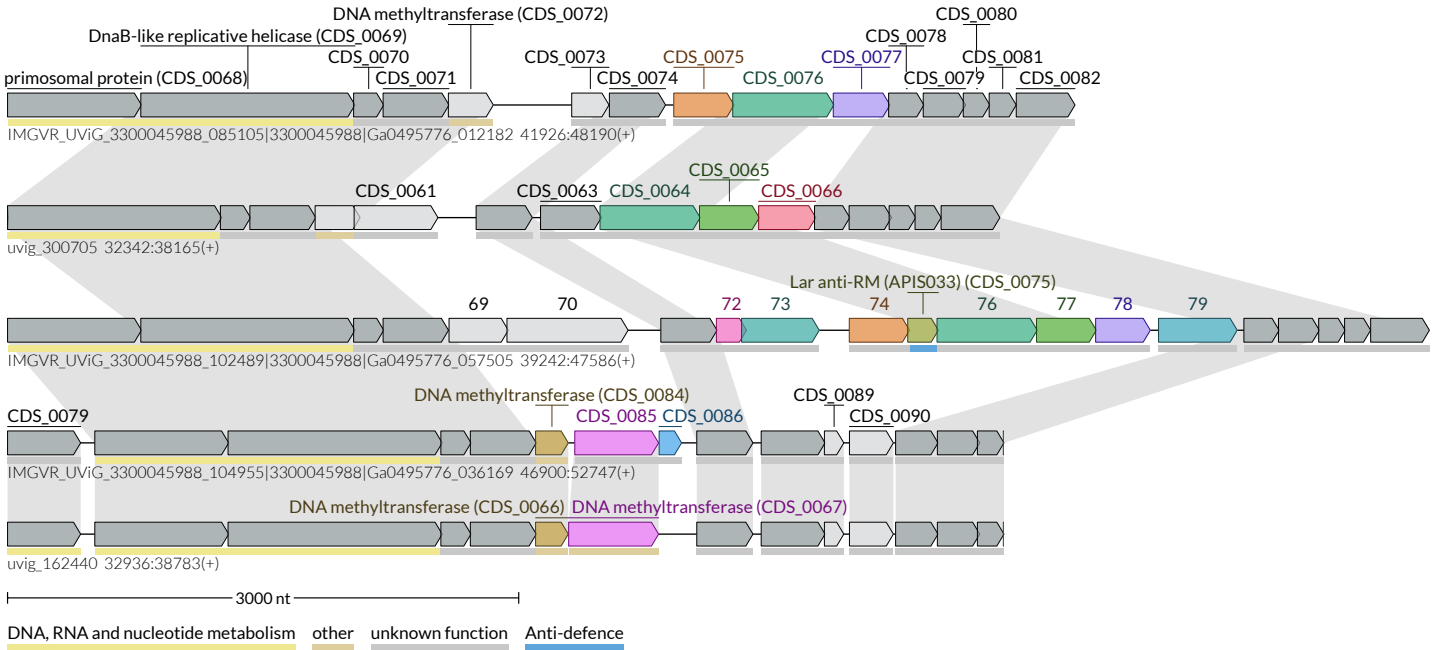 DNA methyltransferase (CDS_0072) CDS_0080
DnaB-like replicative helicase (CDS_0069) CDS_0078
CDS_0070 CDS_0073 CDS_0075 CDS_0077 CDS_0081
primosomal protein (CDS_0068) CDS_0071 CDS_0074 CDS_0076 CDS_0079 CDS_0082
IMGVR_UViG_3300045988_085105|3300045988|Ga0495776_012182 41926:48190(+)
CDS_0065
CDS_0061 CDS_0063 CDS_0064 CDS_0066
uvig_300705 32342:38165(+)
Lar anti-RM (APIS033) (CDS_0075)
69 70 72 73 74 76 77 78 79
IMGVR_UViG_3300045988_102489|3300045988|Ga0495776_057505 39242:47586(+)
DNA methyltransferase (CDS_0084) CDS_0089
CDS_0079 CDS_0085 CDS_0086 CDS_0090
IMGVR_UViG_3300045988_104955|3300045988|Ga0495776_036169 46900:52747(+)
DNA methyltransferase (CDS_0066) DNA methyltransferase (CDS_0067)
uvig_162440 32936:38783(+)
3000 nt
DNA, RNA and nucleotide metabolism other unknown function Anti-defence